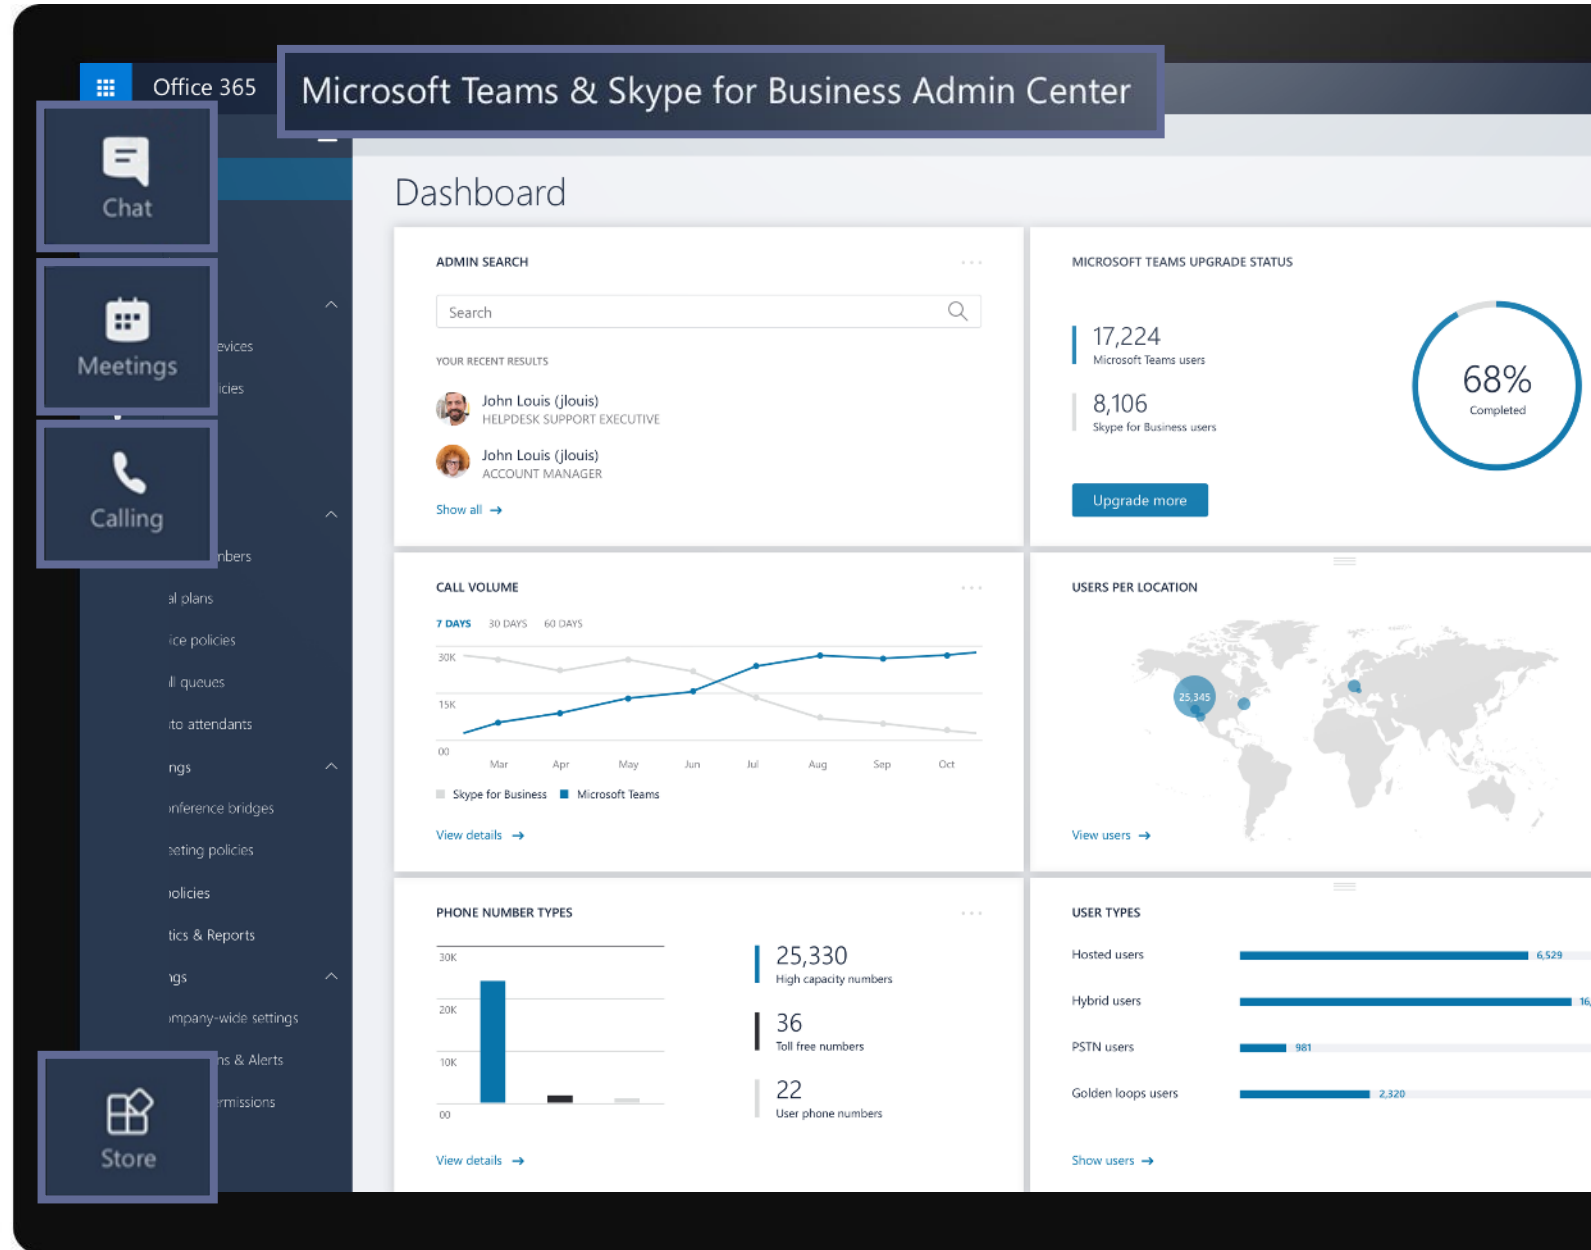 Office 365
Microsoft Teams & Skype for Business Admin Center
Chat
Meetings
evices
icies
Calling
nbers
al plans
ice policies
ll queues
to attendants
ngs
onference bridges
eeting policies
policies
tics & Reports
ngs
ompany-wide settings
ns & Alerts
rmissions
Store
Dashboard
ADMIN SEARCH
Search
YOUR RECENT RESULTS
John Louis (jlouis)
HELPDESK SUPPORT EXECUTIVE
John Louis (jlouis)
ACCOUNT MANAGER
Show all
MICROSOFT TEAMS UPGRADE STATUS
17,224
Microsoft Teams users
8,106
Skype for Business users
68%
Completed
Upgrade more
CALL VOLUME
7 DAYS 30 DAYS 60 DAYS
30K
15K
00
Mar Apr May Jun Jul Aug Sep Oct
Skype for Business Microsoft Teams
View details
USERS PER LOCATION
25,345
View users
PHONE NUMBER TYPES
30K
20K
10K
00
25,330
High capacity numbers
36
Toll free numbers
22
User phone numbers
View details
USER TYPES
Hosted users 6,529
Hybrid users 16,
PSTN users 981
Golden loops users 2,320
Show users